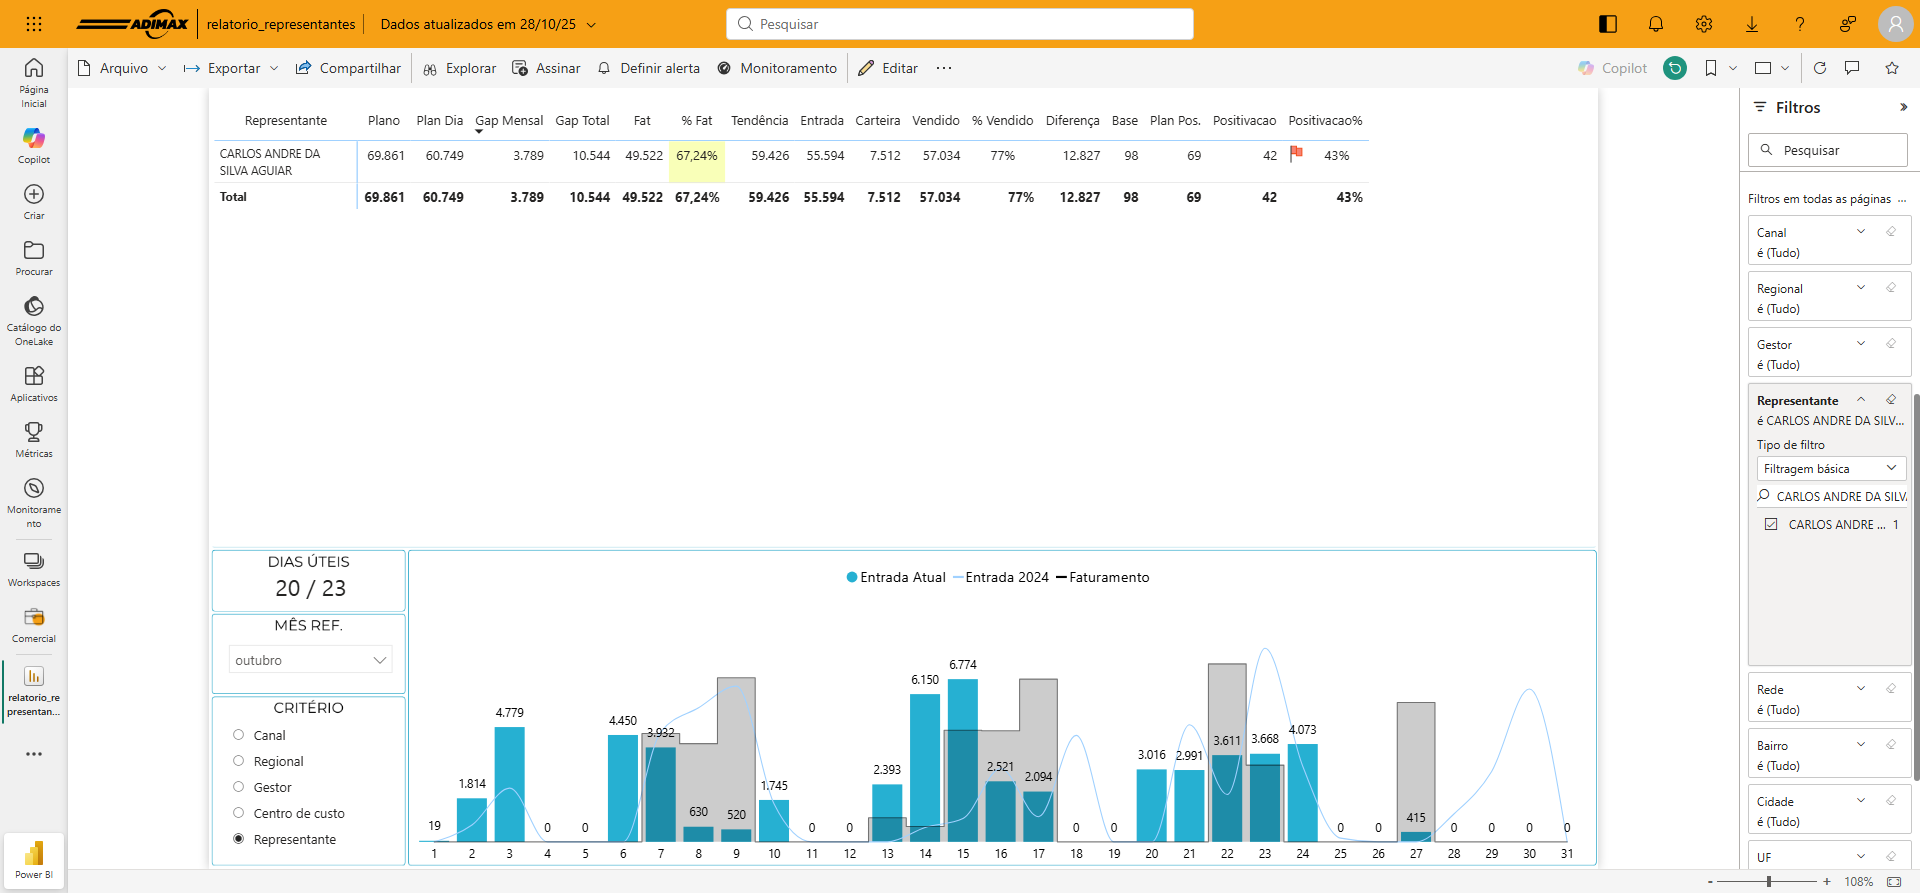 ADIMAX relatorio_representantes Dados atualizados em 28/10/25
Pesquisar
Arquivo Exportar Compartilhar Explorar Assinar Definir alerta Monitoramento Editar ...
Copilot
Página Inicial
Copilot
Criar
Procurar
Catálogo do OneLake
Aplicativos
Métricas
Monitorame
nto
Workspaces
Comercial
relatorio_re
presentan...
Power BI
Representante Plano Plan Dia Gap Mensal Gap Total Fat % Fat Tendência Entrada Carteira Vendido % Vendido Diferença Base Plan Pos. Positivacao Positivacao%
CARLOS ANDRE DA SILVA AGUIAR 69.861 60.749 3.789 10.544 49.522 67,24% 59.426 55.594 7.512 57.034 77% 12.827 98 69 42 43%
Total 69.861 60.749 3.789 10.544 49.522 67,24% 59.426 55.594 7.512 57.034 77% 12.827 98 69 42 43%
DIAS ÚTEIS
20 / 23
MÊS REF.
outubro
CRITÉRIO
Canal
Regional
Gestor
Centro de custo
Representante
Entrada Atual Entrada 2024 Faturamento
19 1.814 4.779 0 0 4.450 3.932 630 520 1.745 0 0 2.393 6.150 6.774 2.521 2.094 0 0 3.016 2.991 3.611 3.668 4.073 0 0 415 0 0 0 0
1 2 3 4 5 6 7 8 9 10 11 12 13 14 15 16 17 18 19 20 21 22 23 24 25 26 27 28 29 30 31
Filtros
Pesquisar
Filtros em todas as páginas ...
Canal
é (Tudo)
Regional
é (Tudo)
Gestor
é (Tudo)
Representante
é CARLOS ANDRE DA SILV...
Tipo de filtro
Filtragem básica
CARLOS ANDRE DA SILV
CARLOS ANDRE ... 1
Rede
é (Tudo)
Bairro
é (Tudo)
Cidade
é (Tudo)
UF
- + 108%